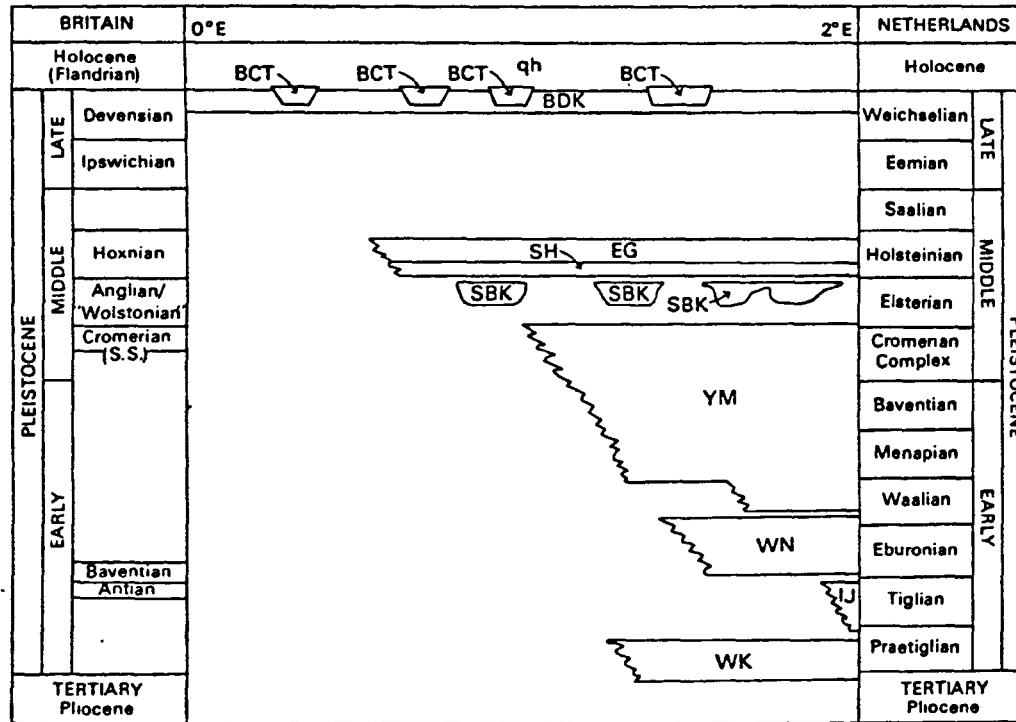 BRITAIN
0°E
2°E
NETHERLANDS
Holocene
(Flandrian)
BCT
BCT
BCT
qh
BCT
Holocene
BDK
PLEISTOCENE
LATE
Devensian
Weichselian
LATE
PLEISTOCENE
Ipswichian
Eemian
MIDDLE
Saalian
MIDDLE
Hoxnian
SH
EG
Holsteinian
Anglian/
"Wolstonian"
SBK
SBK
SBK
Elsterian
Cromerian
(S.S.)
Cromerian
Complex
EARLY
YM
Baventian
EARLY
Menapian
Waalian
WN
Eburonian
Baventian
Antian
IJ
Tiglian
WK
Praetiglian
TERTIARY
Pliocene
TERTIARY
Pliocene